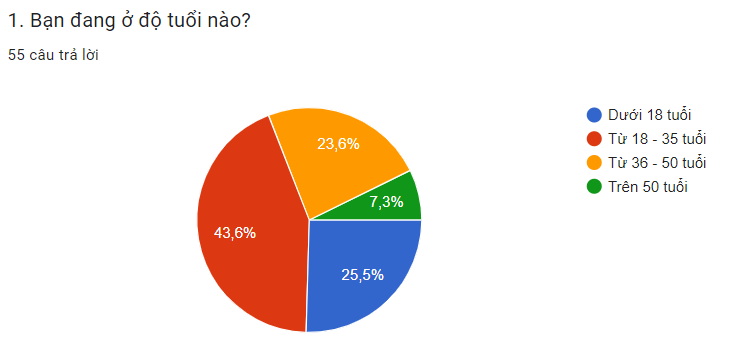 1. Bạn đang ở độ tuổi nào?
55 câu trả lời
Dưới 18 tuổi
Từ 18 - 35 tuổi
Từ 36 - 50 tuổi
Trên 50 tuổi
23,6%
7,3%
43,6%
25,5%